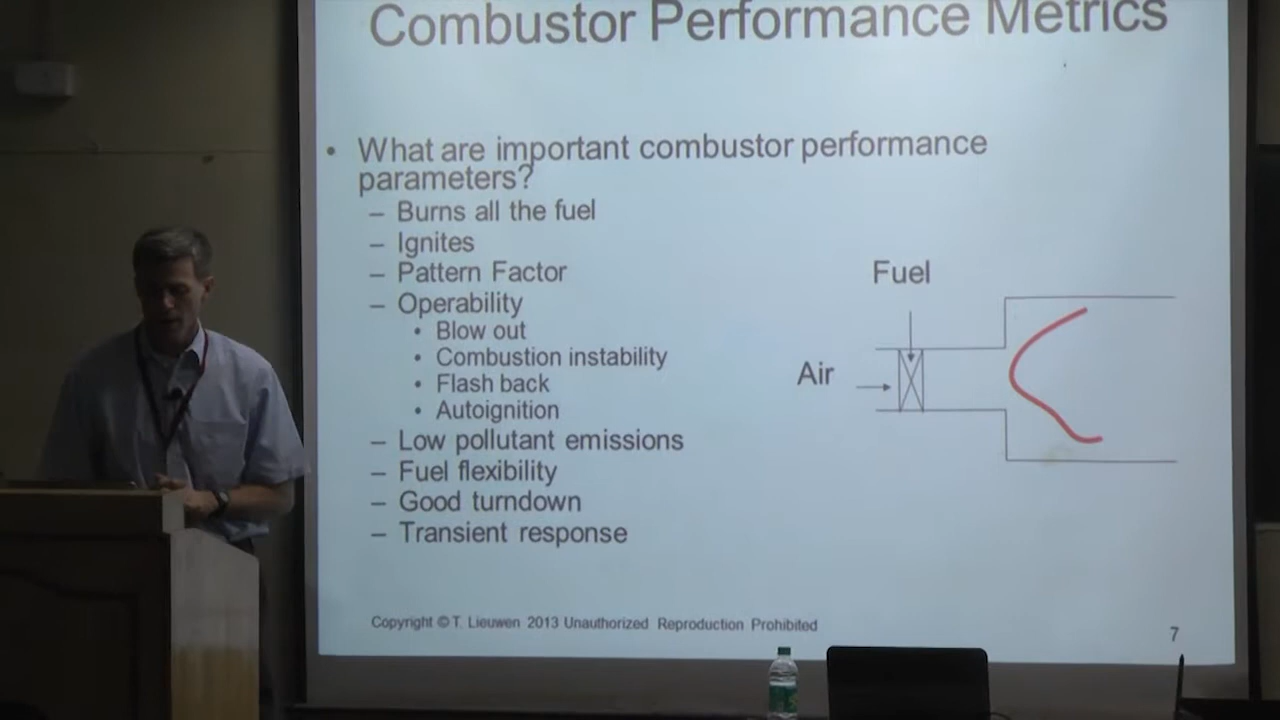 Combustor Performance Metrics
• What are important combustor performance
parameters?
– Burns all the fuel
– Ignites
– Pattern Factor
– Operability
• Blow out
• Combustion instability
• Flash back
• Autoignition
– Low pollutant emissions
– Fuel flexibility
– Good turndown
– Transient response
Fuel
Air
Copyright © T. Lieuwen 2013 Unauthorized Reproduction Prohibited
7